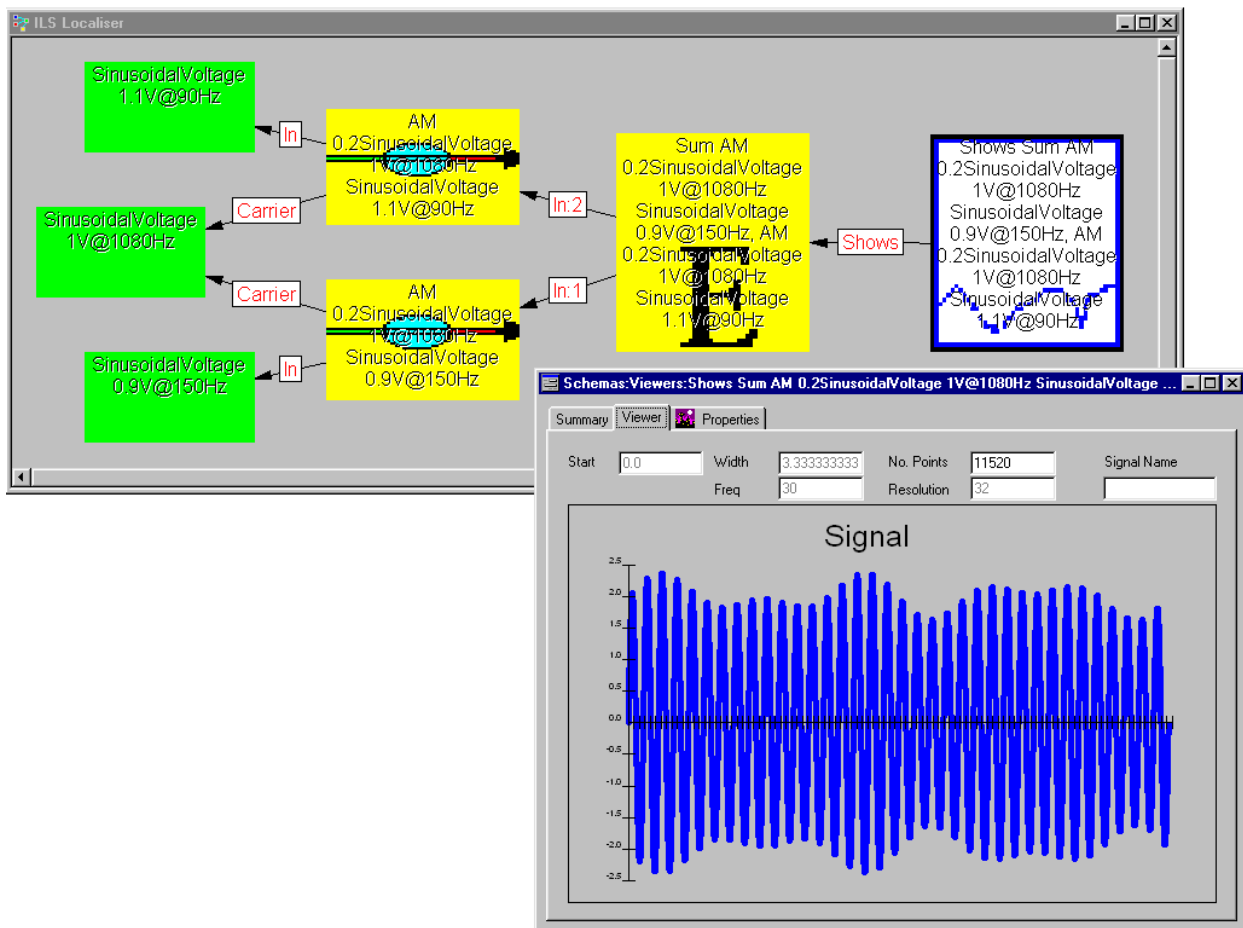 ILS Localiser
SinusoidalVoltage
1.1V@90Hz
In
AM
0.2SinusoidalVoltage
1V@1080Hz
SinusoidalVoltage
1.1V@90Hz
Carrier
SinusoidalVoltage
1V@1080Hz
Carrier
In:2
In:1
AM
0.2SinusoidalVoltage
1V@1080Hz
SinusoidalVoltage
0.9V@150Hz
In
SinusoidalVoltage
0.9V@150Hz
Sum AM
0.2SinusoidalVoltage
1V@1080Hz
SinusoidalVoltage
0.9V@150Hz, AM
0.2SinusoidalVoltage
1V@1080Hz
SinusoidalVoltage
1.1V@90Hz
Σ
Shows
Shows Sum AM
0.2SinusoidalVoltage
1V@1080Hz
SinusoidalVoltage
0.9V@150Hz, AM
0.2SinusoidalVoltage
1V@1080Hz
SinusoidalVoltage
1.1V@90Hz
Schemas:Viewers:Shows Sum AM 0.2SinusoidalVoltage 1V@1080Hz SinusoidalVoltage ...
Summary Viewer Properties
Start 0.0 Width 3.333333333 No. Points 11520 Signal Name
Freq 30 Resolution 32
Signal
2.5
2.0
1.5
1.0
0.5
0.0
-0.5
-1.0
-1.5
-2.0
-2.5